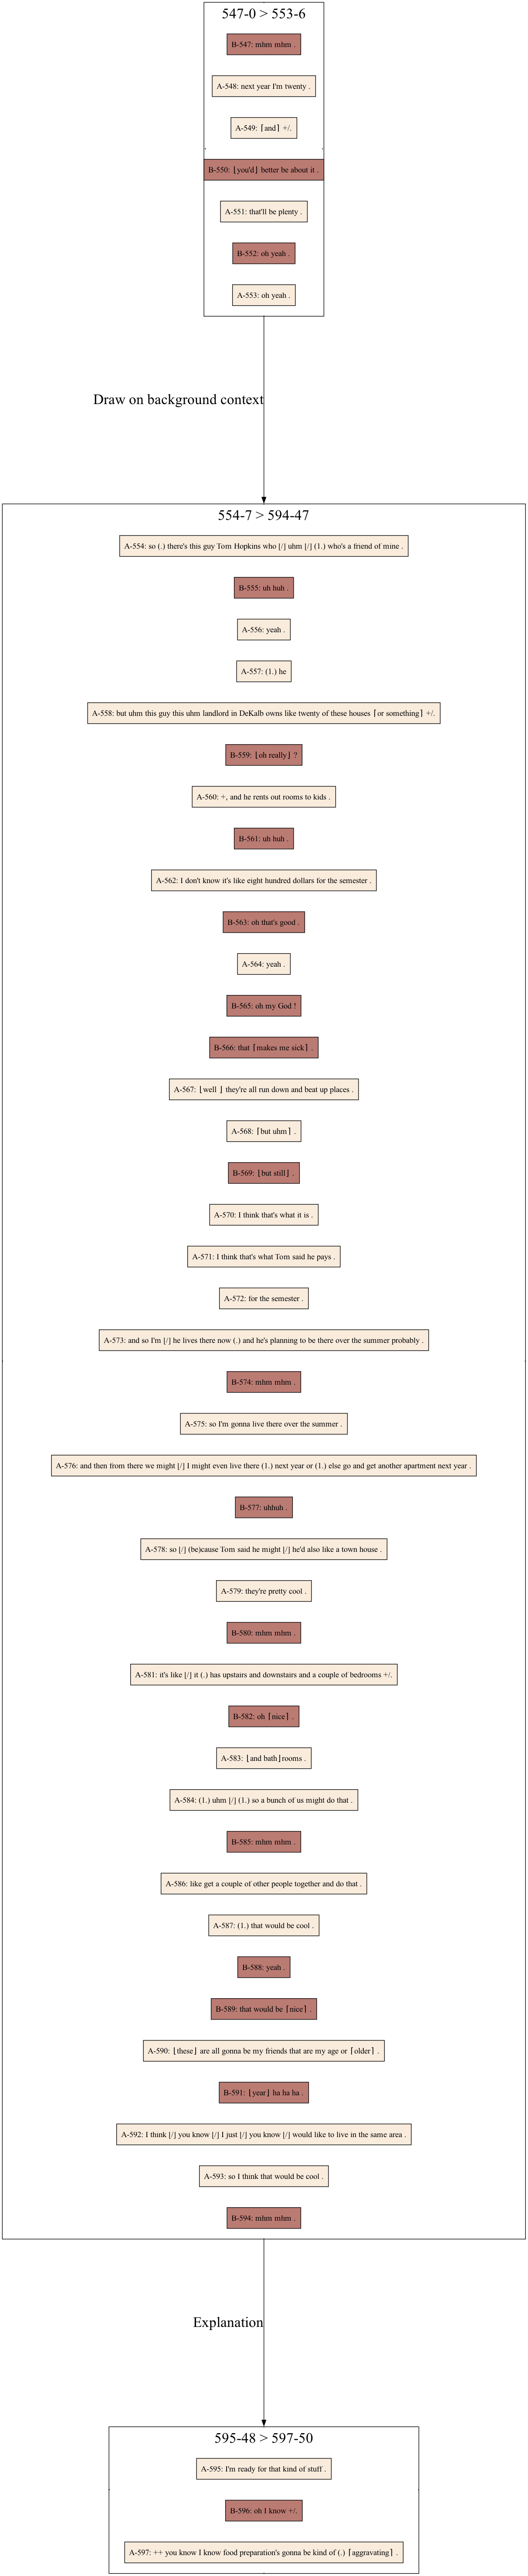 547-0 > 553-6
B-547: mhm mhm .
A-548: next year I'm twenty .
A-549: ⌈and⌉ +/.
B-550: ⌊you'd⌋ better be about it .
A-551: that'll be plenty .
B-552: oh yeah .
A-553: oh yeah .
Draw on background context
554-7 > 594-47
A-554: so (.) there's this guy Tom Hopkins who [/] uhm [/] (1.) who's a friend of mine .
B-555: uh huh .
A-556: yeah .
A-557: (1.) he
A-558: but uhm this guy this uhm landlord in DeKalb owns like twenty of these houses ⌈or something⌉ +/.
B-559: ⌊oh really⌋ ?
A-560: +, and he rents out rooms to kids .
B-561: uh huh .
A-562: I don't know it's like eight hundred dollars for the semester .
B-563: oh that's good .
A-564: yeah .
B-565: oh my God !
B-566: that ⌈makes me sick⌉ .
A-567: ⌊well ⌋ they're all run down and beat up places .
A-568: ⌈but uhm⌉ .
B-569: ⌊but still⌋ .
A-570: I think that's what it is .
A-571: I think that's what Tom said he pays .
A-572: for the semester .
A-573: and so I'm [/] he lives there now (.) and he's planning to be there over the summer probably .
B-574: mhm mhm .
A-575: so I'm gonna live there over the summer .
A-576: and then from there we might [/] I might even live there (1.) next year or (1.) else go and get another apartment next year .
B-577: uhhuh .
A-578: so [/] (be)cause Tom said he might [/] he'd also like a town house .
A-579: they're pretty cool .
B-580: mhm mhm .
A-581: it's like [/] it (.) has upstairs and downstairs and a couple of bedrooms +/.
B-582: oh ⌈nice⌉ .
A-583: ⌊and bath⌋rooms .
A-584: (1.) uhm [/] (1.) so a bunch of us might do that .
B-585: mhm mhm .
A-586: like get a couple of other people together and do that .
A-587: (1.) that would be cool .
B-588: yeah .
B-589: that would be ⌈nice⌉ .
A-590: ⌊these⌋ are all gonna be my friends that are my age or ⌈older⌉ .
B-591: ⌊year⌋ ha ha ha .
A-592: I think [/] you know [/] I just [/] you know [/] would like to live in the same area .
A-593: so I think that would be cool .
B-594: mhm mhm .
Explanation
595-48 > 597-50
A-595: I'm ready for that kind of stuff .
B-596: oh I know +/.
A-597: ++ you know I know food preparation's gonna be kind of (.) ⌈aggravating⌉ .